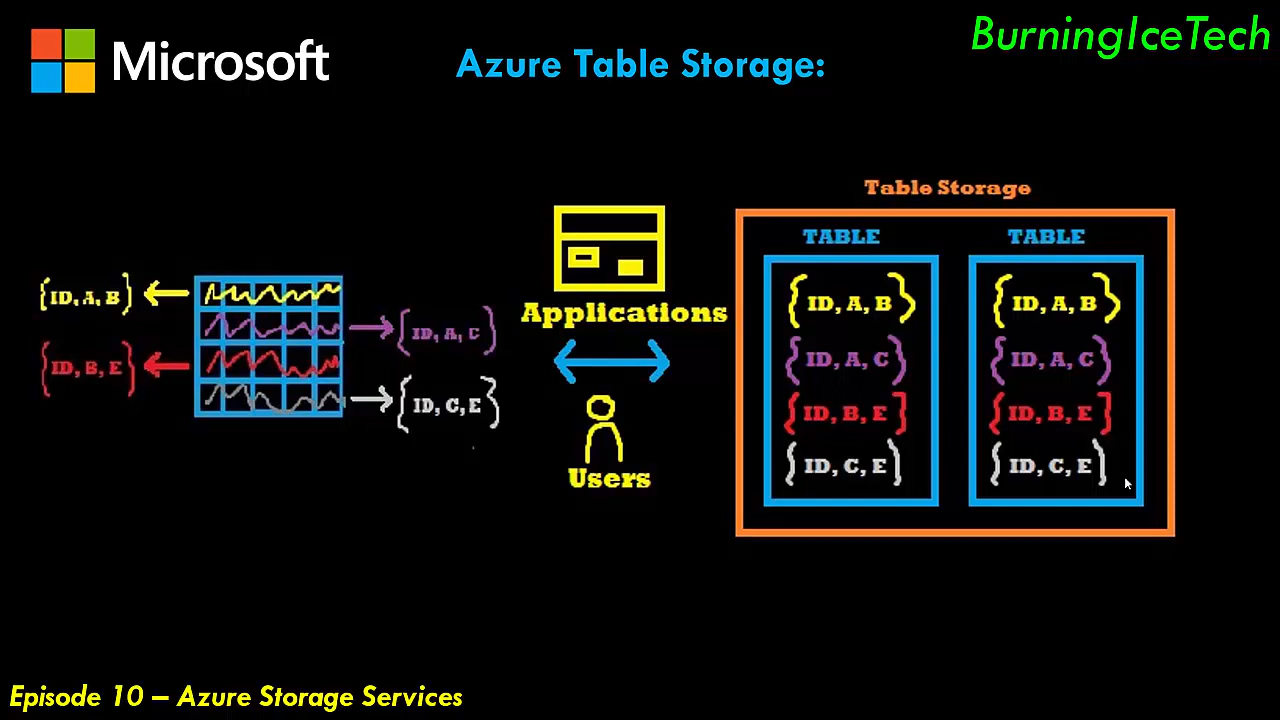 Microsoft
Azure Table Storage:
BurningIceTech
{ID, A, B}
{ID, B, E}
{ID, A, C}
{ID, C, E}
Applications
Users
Table Storage
TABLE
{ID, A, B}
{ID, A, C}
{ID, B, E]
{ID, C, E}
TABLE
{ID, A, B}
{ID, A, C}
{ID, B, E]
{ID, C, E}
Episode 10 – Azure Storage Services